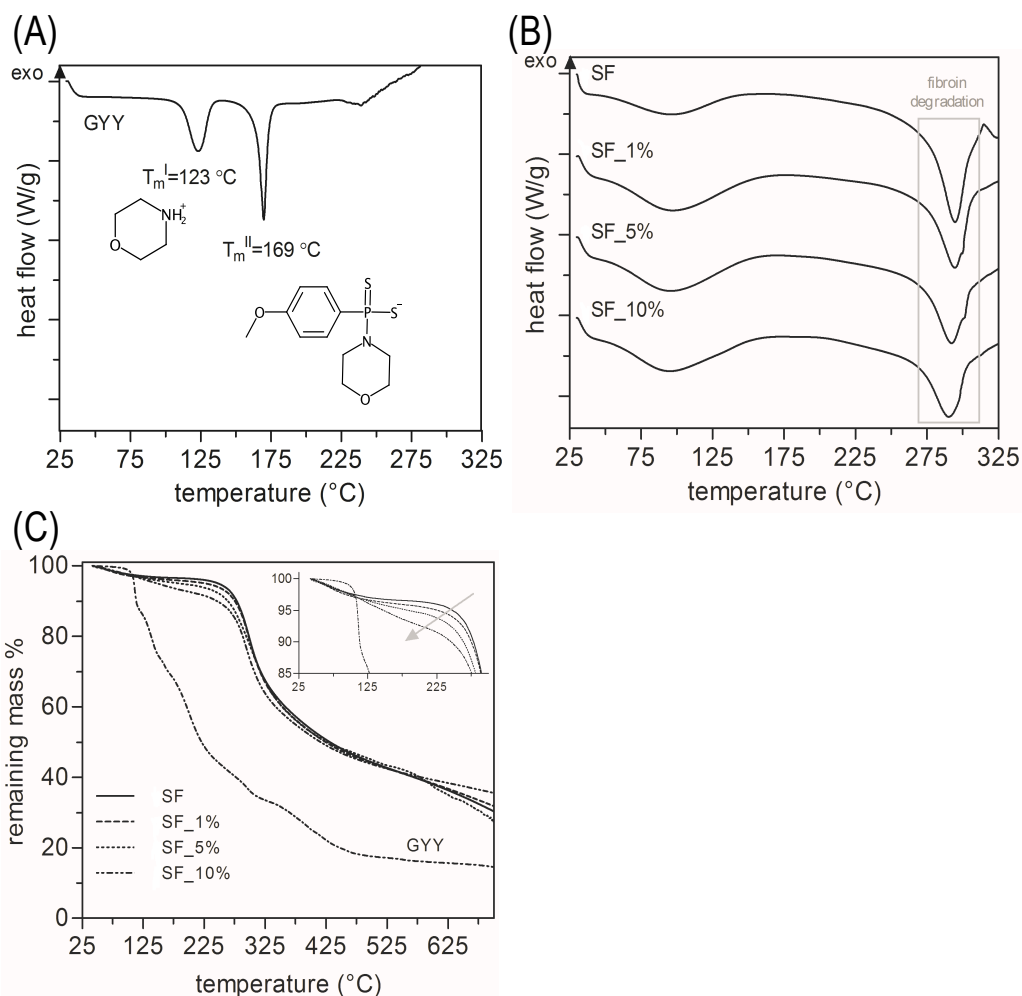 (A)
exo
GYY
TmI=123 °C
NH2+
O
TmII=169 °C
S
O
P
S-
N
O
heat flow (W/g)
25 75 125 175 225 275 325
temperature (°C)
(B)
exo
SF
fibroin
degradation
SF_1%
SF_5%
SF_10%
heat flow (W/g)
25 75 125 175 225 275 325
temperature (°C)
(C)
100
80
60
40
20
0
remaining mass %
100
95
90
85
25 125 225
SF
SF_1%
SF_5%
SF_10%
GYY
25 125 225 325 425 525 625
temperature (°C)